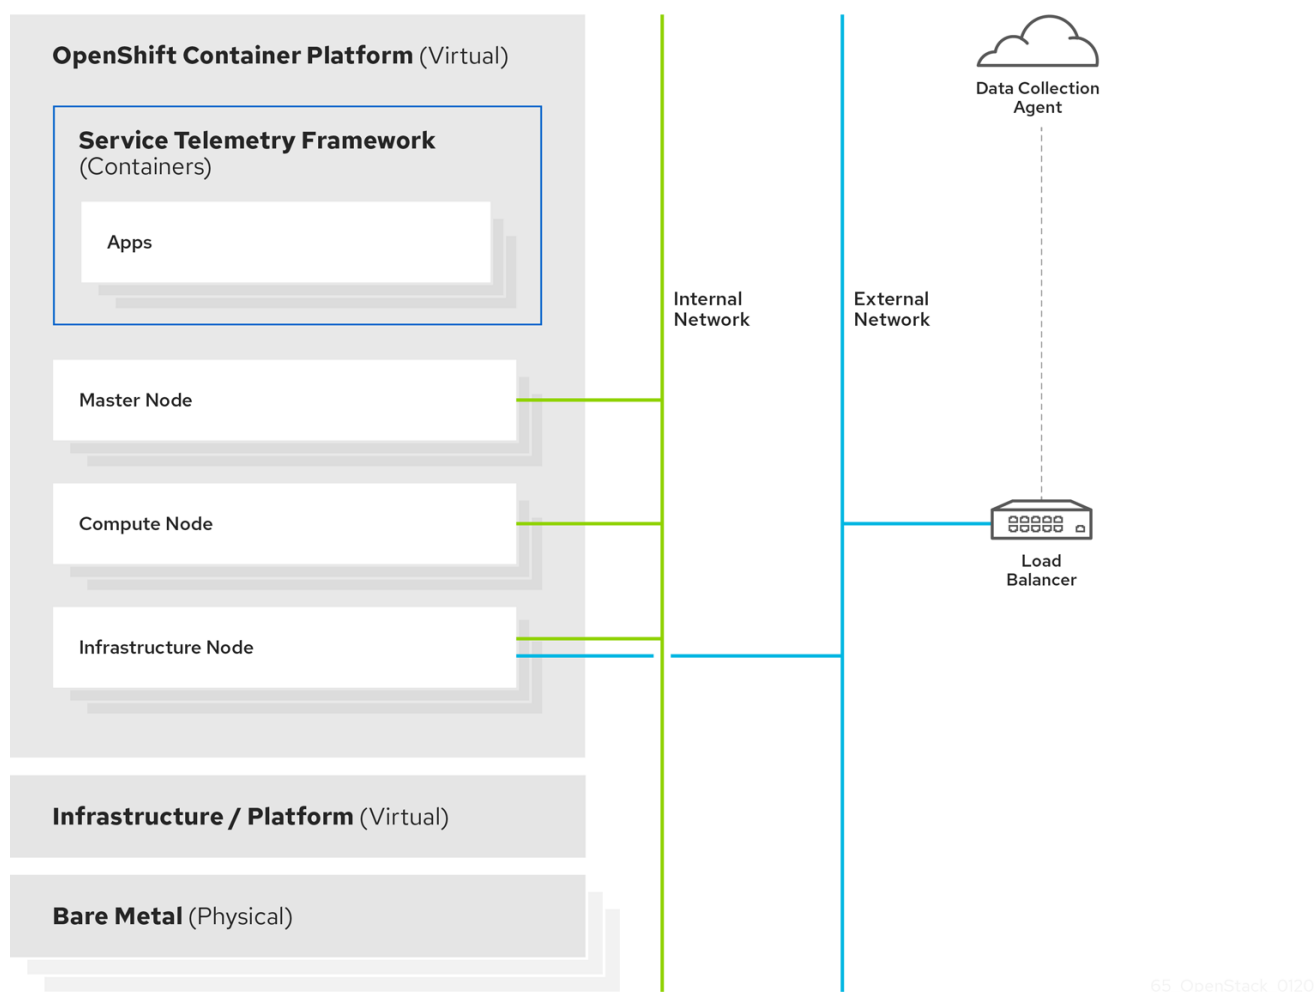 OpenShift Container Platform (Virtual)
Service Telemetry Framework
(Containers)
Apps
Master Node
Compute Node
Infrastructure Node
Infrastructure / Platform (Virtual)
Bare Metal (Physical)
Internal
Network
External
Network
Data Collection
Agent
Load
Balancer
65_OpenStack_0120